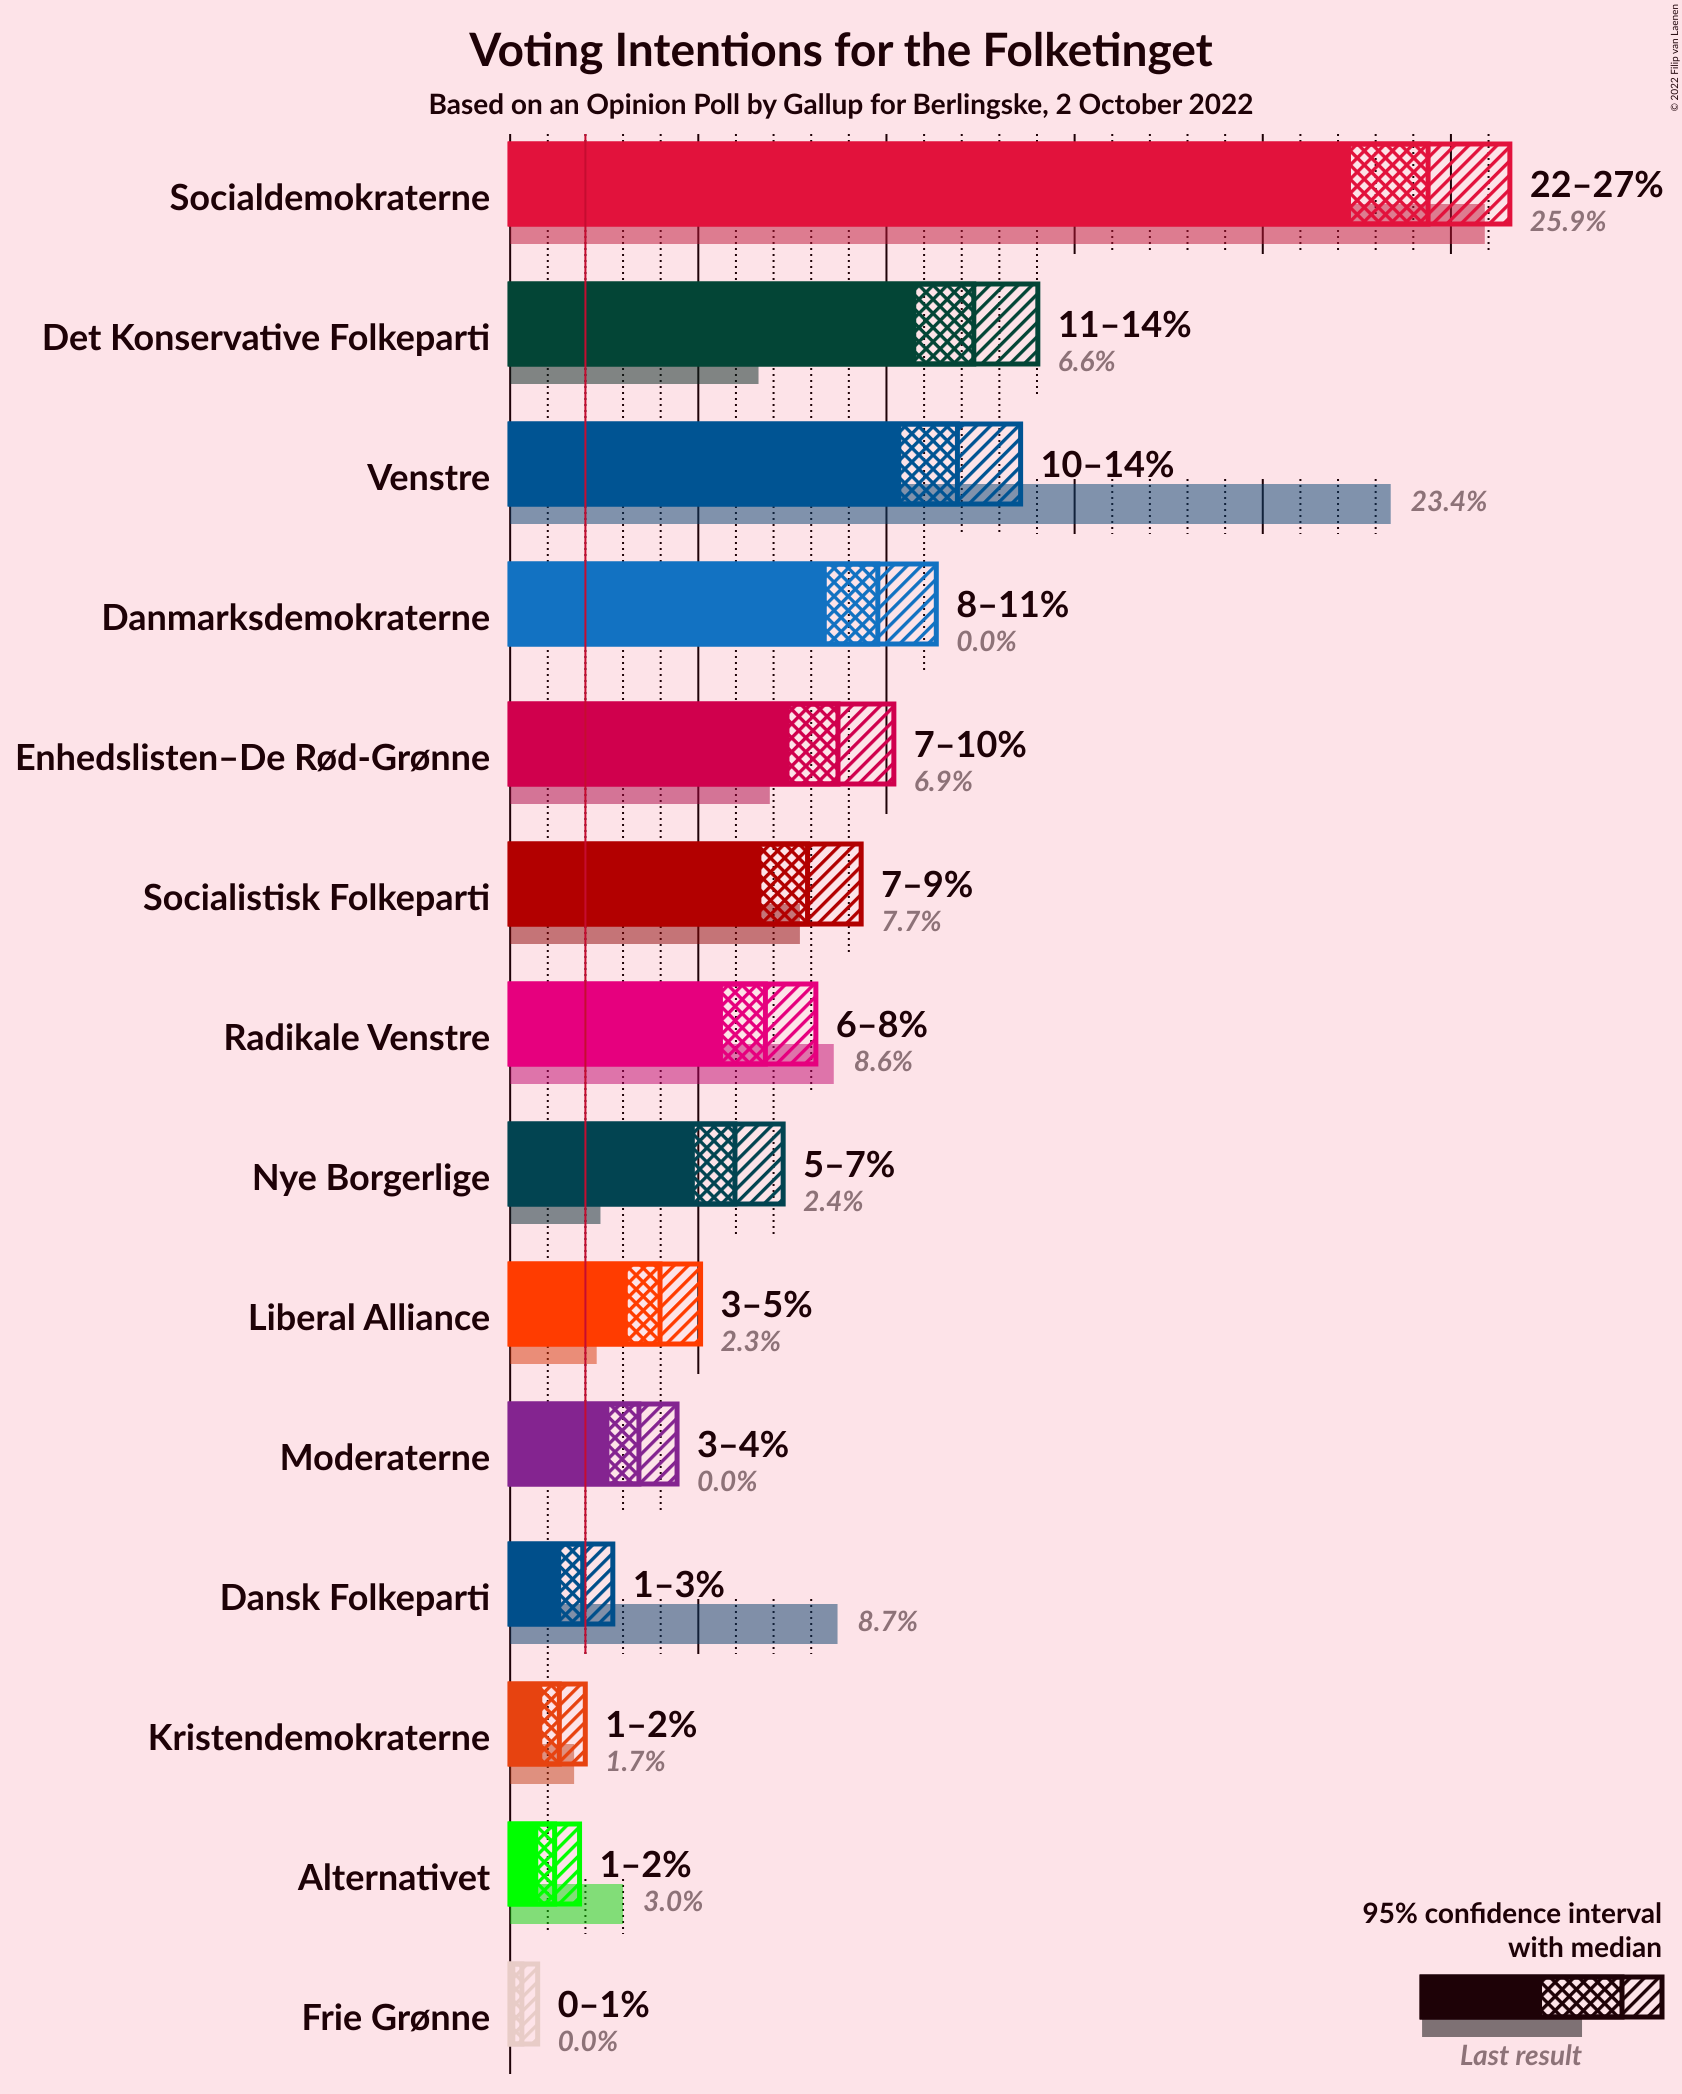 Voting Intentions for the Folketinget
Based on an Opinion Poll by Gallup for Berlingske, 2 October 2022
© 2022 Filip van Laenen
Socialdemokraterne
22–27%
25.9%
Det Konservative Folkeparti
11–14%
6.6%
Venstre
10–14%
23.4%
Danmarksdemokraterne
8–11%
0.0%
Enhedslisten–De Rød-Grønne
7–10%
6.9%
Socialistisk Folkeparti
7–9%
7.7%
Radikale Venstre
6–8%
8.6%
Nye Borgerlige
5–7%
2.4%
Liberal Alliance
3–5%
2.3%
Moderaterne
3–4%
0.0%
Dansk Folkeparti
1–3%
8.7%
Kristendemokraterne
1–2%
1.7%
Alternativet
1–2%
3.0%
Frie Grønne
0–1%
0.0%
95% confidence interval
with median
Last result